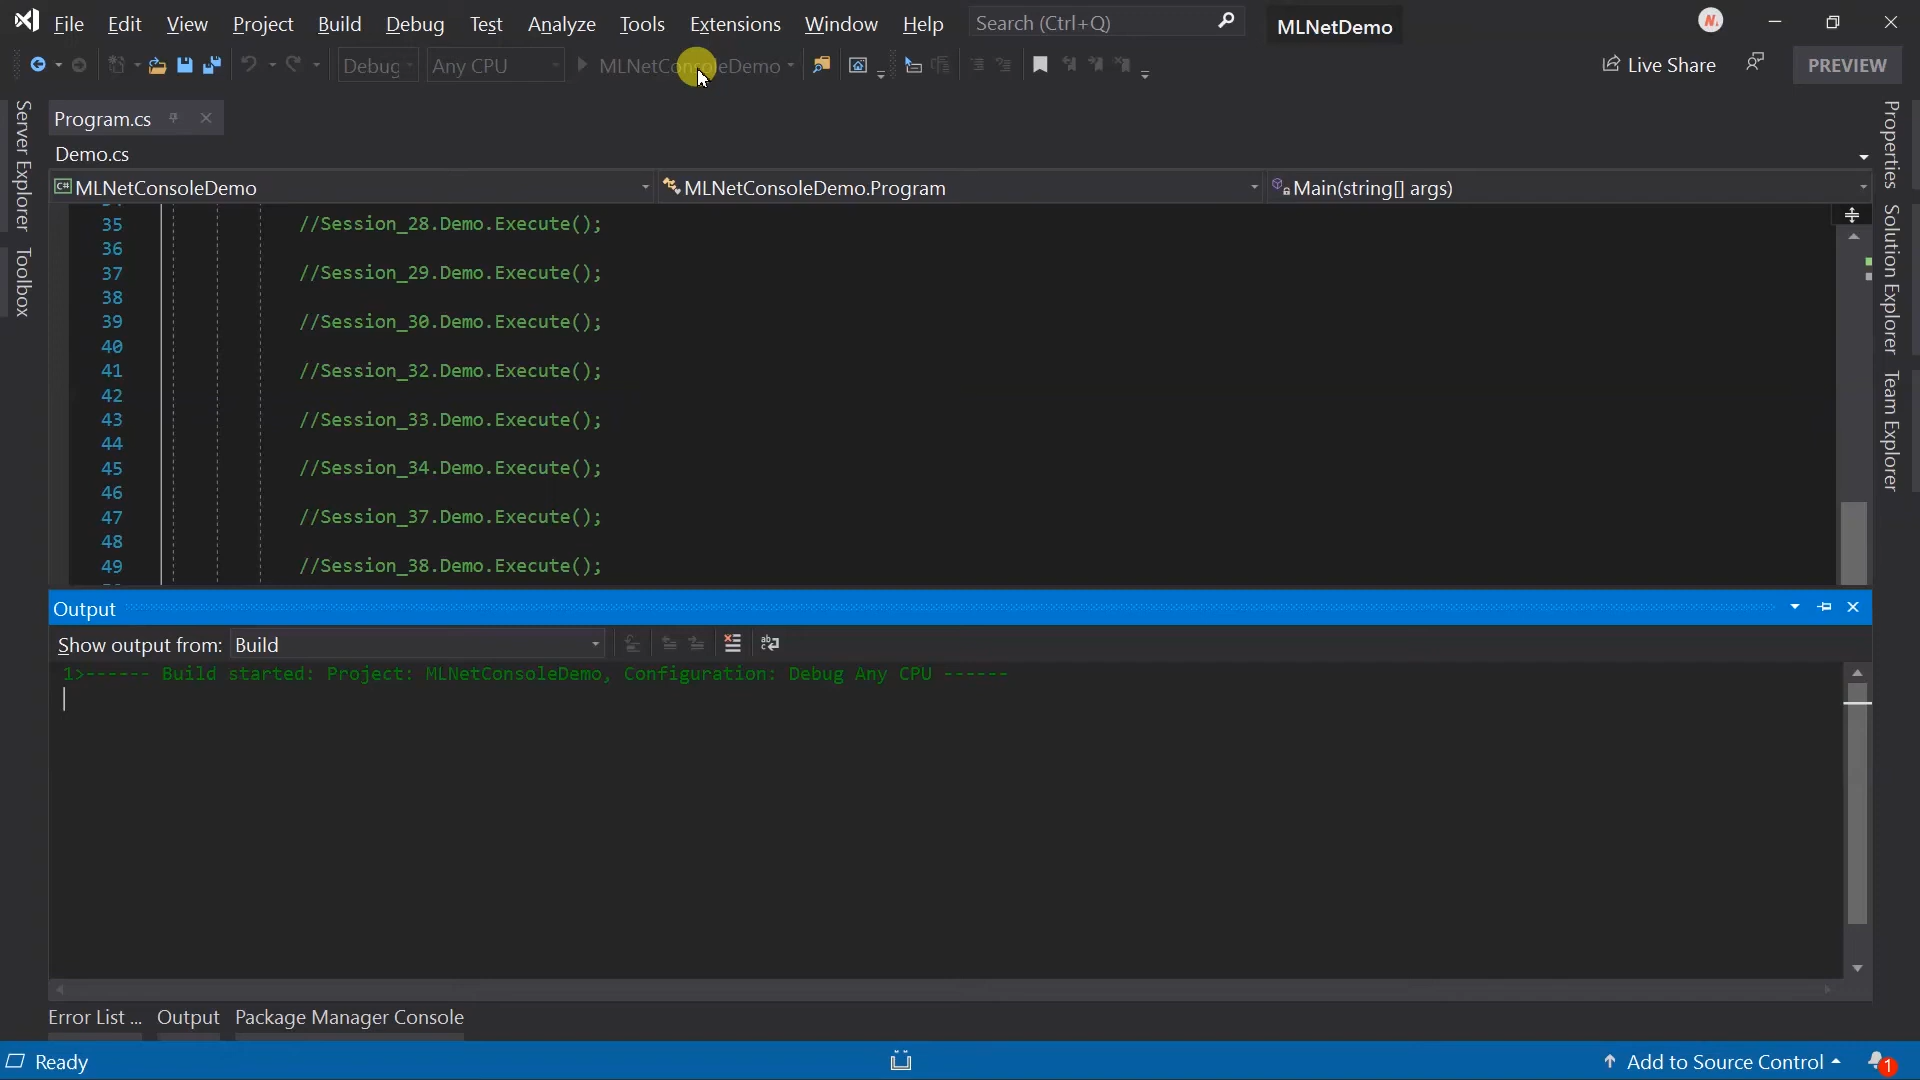 File Edit View Project Build Debug Test Analyze Tools Extensions Window Help Search (Ctrl+Q) MLNetDemo
Debug Any CPU MLNetConsoleDemo Live Share PREVIEW
Program.cs
Demo.cs
MLNetConsoleDemo MLNetConsoleDemo.Program Main(string[] args)
Server Explorer
Toolbox
Properties
Solution Explorer
Team Explorer
35 //Session_28.Demo.Execute();
36
37 //Session_29.Demo.Execute();
38
39 //Session_30.Demo.Execute();
40
41 //Session_32.Demo.Execute();
42
43 //Session_33.Demo.Execute();
44
45 //Session_34.Demo.Execute();
46
47 //Session_37.Demo.Execute();
48
49 //Session_38.Demo.Execute();
Output
Show output from: Build
1>------ Build started: Project: MLNetConsoleDemo, Configuration: Debug Any CPU ------
Error List ... Output Package Manager Console
Ready Add to Source Control 1